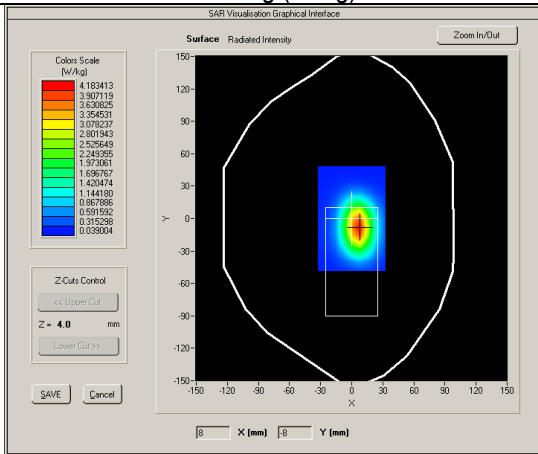 SAR Visualisation Graphical Interface
Surface Radiated Intensity
Zoom In/Out
Colors Scale
(W/kg)
4.183413
3.907119
3.630825
3.354531
3.078237
2.801943
2.525649
2.249355
1.973061
1.696767
1.420474
1.144180
0.867886
0.591592
0.315298
0.039004
Z-Cuts Control
<< Upper Cut
Z = 4.0 mm
Lower Cut >>
SAVE Cancel
150-
120-
90-
60-
30-
Y 0-
-30-
-60-
-90-
-120-
-150-
-150 -120 -90 -60 -30 0 30 60 90 120 150
X
8 X (mm) -8 Y (mm)